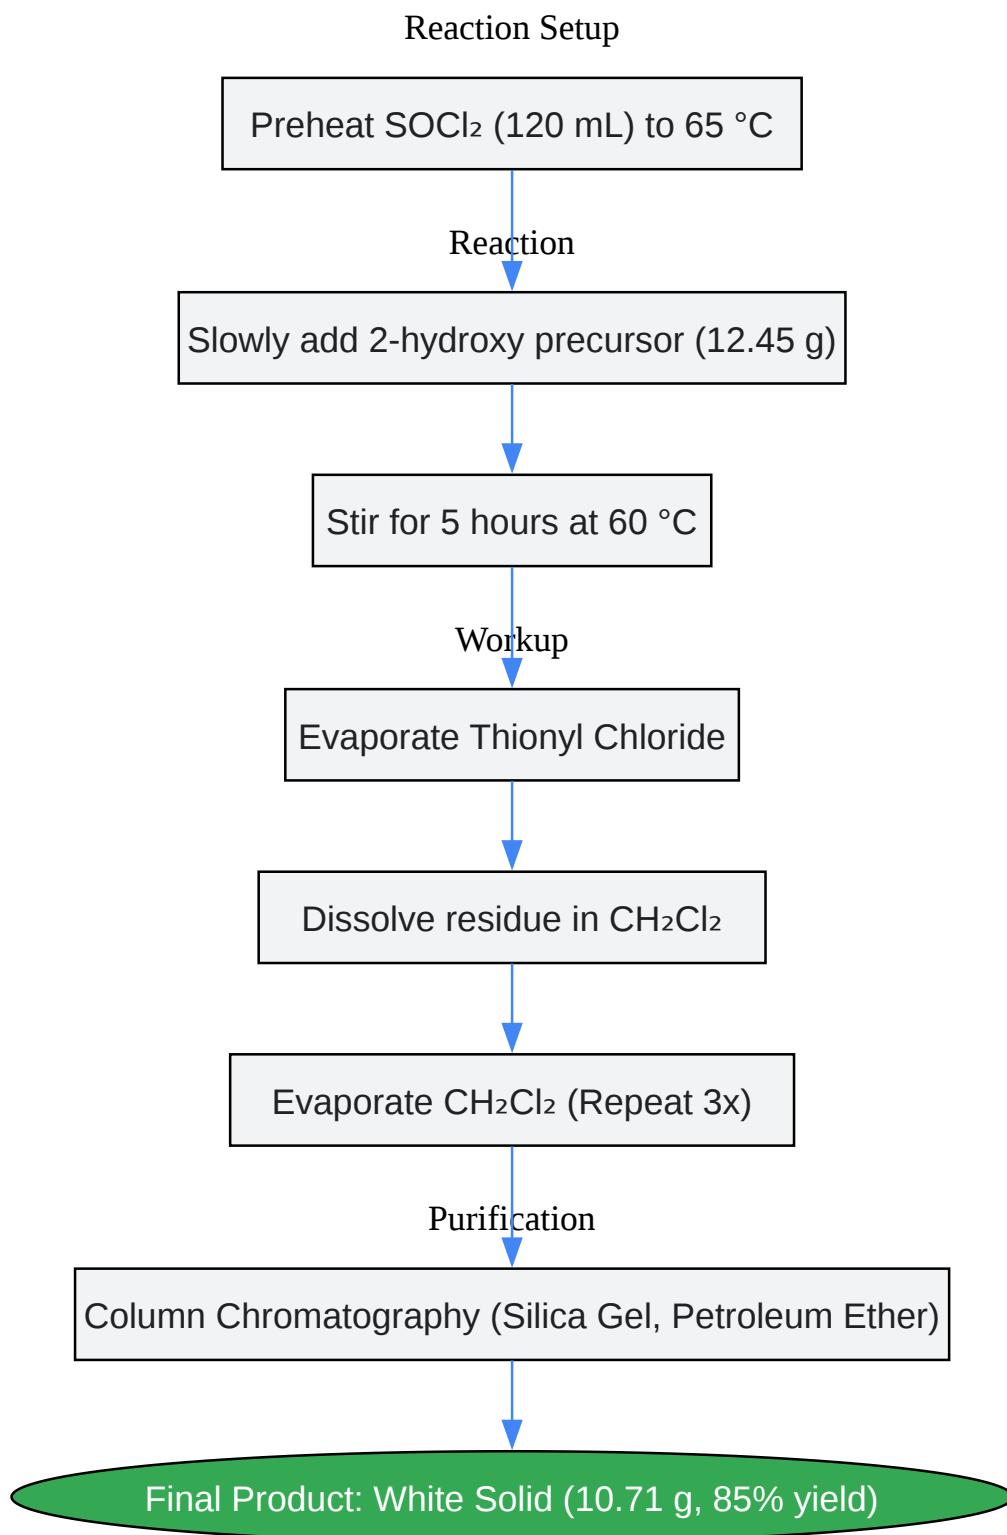 Reaction Setup
Preheat SOCl₂ (120 mL) to 65 °C
Reaction
Slowly add 2-hydroxy precursor (12.45 g)
Stir for 5 hours at 60 °C
Workup
Evaporate Thionyl Chloride
Dissolve residue in CH₂Cl₂
Evaporate CH₂Cl₂ (Repeat 3x)
Purification
Column Chromatography (Silica Gel, Petroleum Ether)
Final Product: White Solid (10.71 g, 85% yield)